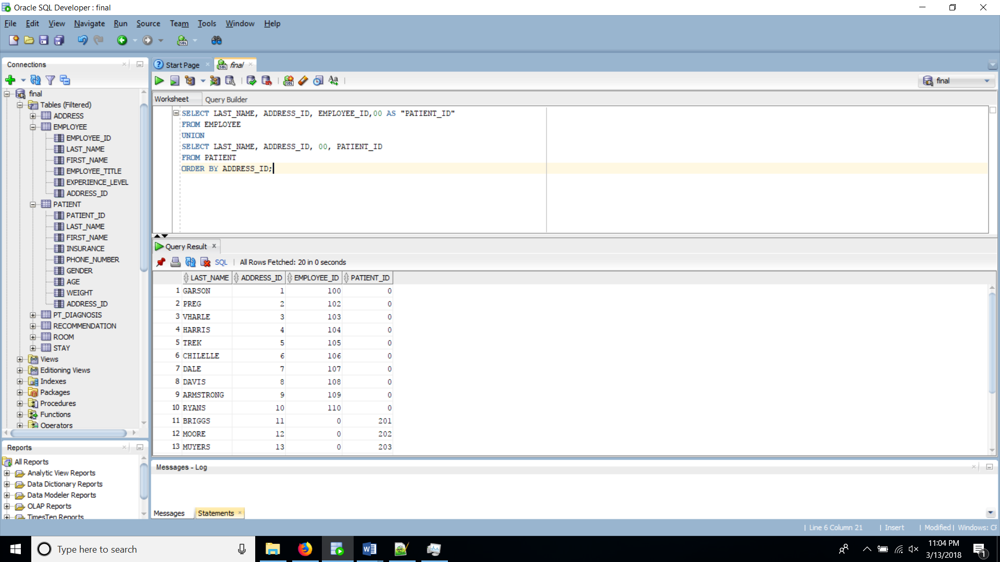 Oracle SQL Developer : final
File Edit View Navigate Run Source Team Tools Window Help
Connections
final
Tables (Filtered)
ADDRESS
EMPLOYEE
EMPLOYEE_ID
LAST_NAME
FIRST_NAME
EMPLOYEE_TITLE
EXPERIENCE_LEVEL
ADDRESS_ID
PATIENT
PATIENT_ID
LAST_NAME
FIRST_NAME
INSURANCE
PHONE_NUMBER
GENDER
AGE
WEIGHT
ADDRESS_ID
PT_DIAGNOSIS
RECOMMENDATION
ROOM
STAY
Views
Editioning Views
Indexes
Packages
Procedures
Functions
Operators
Reports
All Reports
Analytic View Reports
Data Dictionary Reports
Data Modeler Reports
OLAP Reports
TimesTen Reports
Start Page final
final
Worksheet Query Builder
SELECT LAST_NAME, ADDRESS_ID, EMPLOYEE_ID,00 AS "PATIENT_ID"
FROM EMPLOYEE
UNION
SELECT LAST_NAME, ADDRESS_ID, 00, PATIENT_ID
FROM PATIENT
ORDER BY ADDRESS_ID;
Query Result
SQL | All Rows Fetched: 20 in 0 seconds
LAST_NAME ADDRESS_ID EMPLOYEE_ID PATIENT_ID
1 GARSON 1 100 0
2 PREG 2 102 0
3 VHARLE 3 103 0
4 HARRIS 4 104 0
5 TREK 5 105 0
6 CHILELLE 6 106 0
7 DALE 7 107 0
8 DAVIS 8 108 0
9 ARMSTRONG 9 109 0
10 RYANS 10 110 0
11 BRIGGS 11 0 201
12 MOORE 12 0 202
13 MUYERS 13 0 203
Messages - Log
Messages Statements
| Line 6 Column 21 | Insert | Modified | Windows: CF
Type here to search
11:04 PM
3/13/2018
1